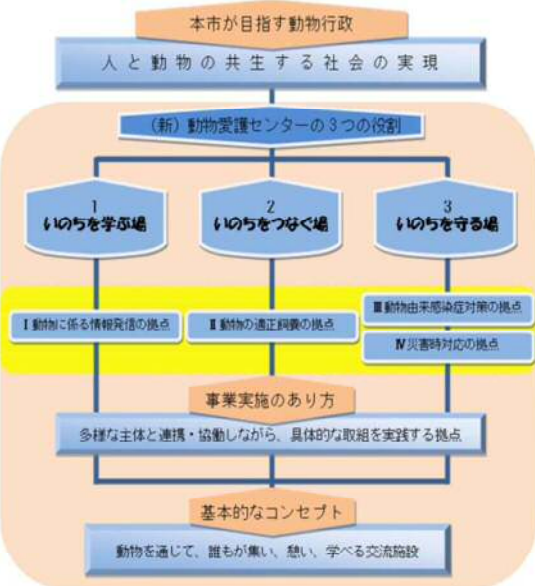 本市が目指す動物行政
人と動物の共生する社会の実現
(新)動物愛護センターの3つの役割
1
いのちを学ぶ場
2
いのちをつなぐ場
3
いのちを守る場
Ⅰ動物に係る情報発信の拠点
Ⅱ動物の適正飼養の拠点
Ⅲ動物由来感染症対策の拠点
Ⅳ災害時対応の拠点
事業実施のあり方
多様な主体と連携・協働しながら、具体的な取組を実践する拠点
基本的なコンセプト
動物を通じて、誰もが集い、憩い、学べる交流施設